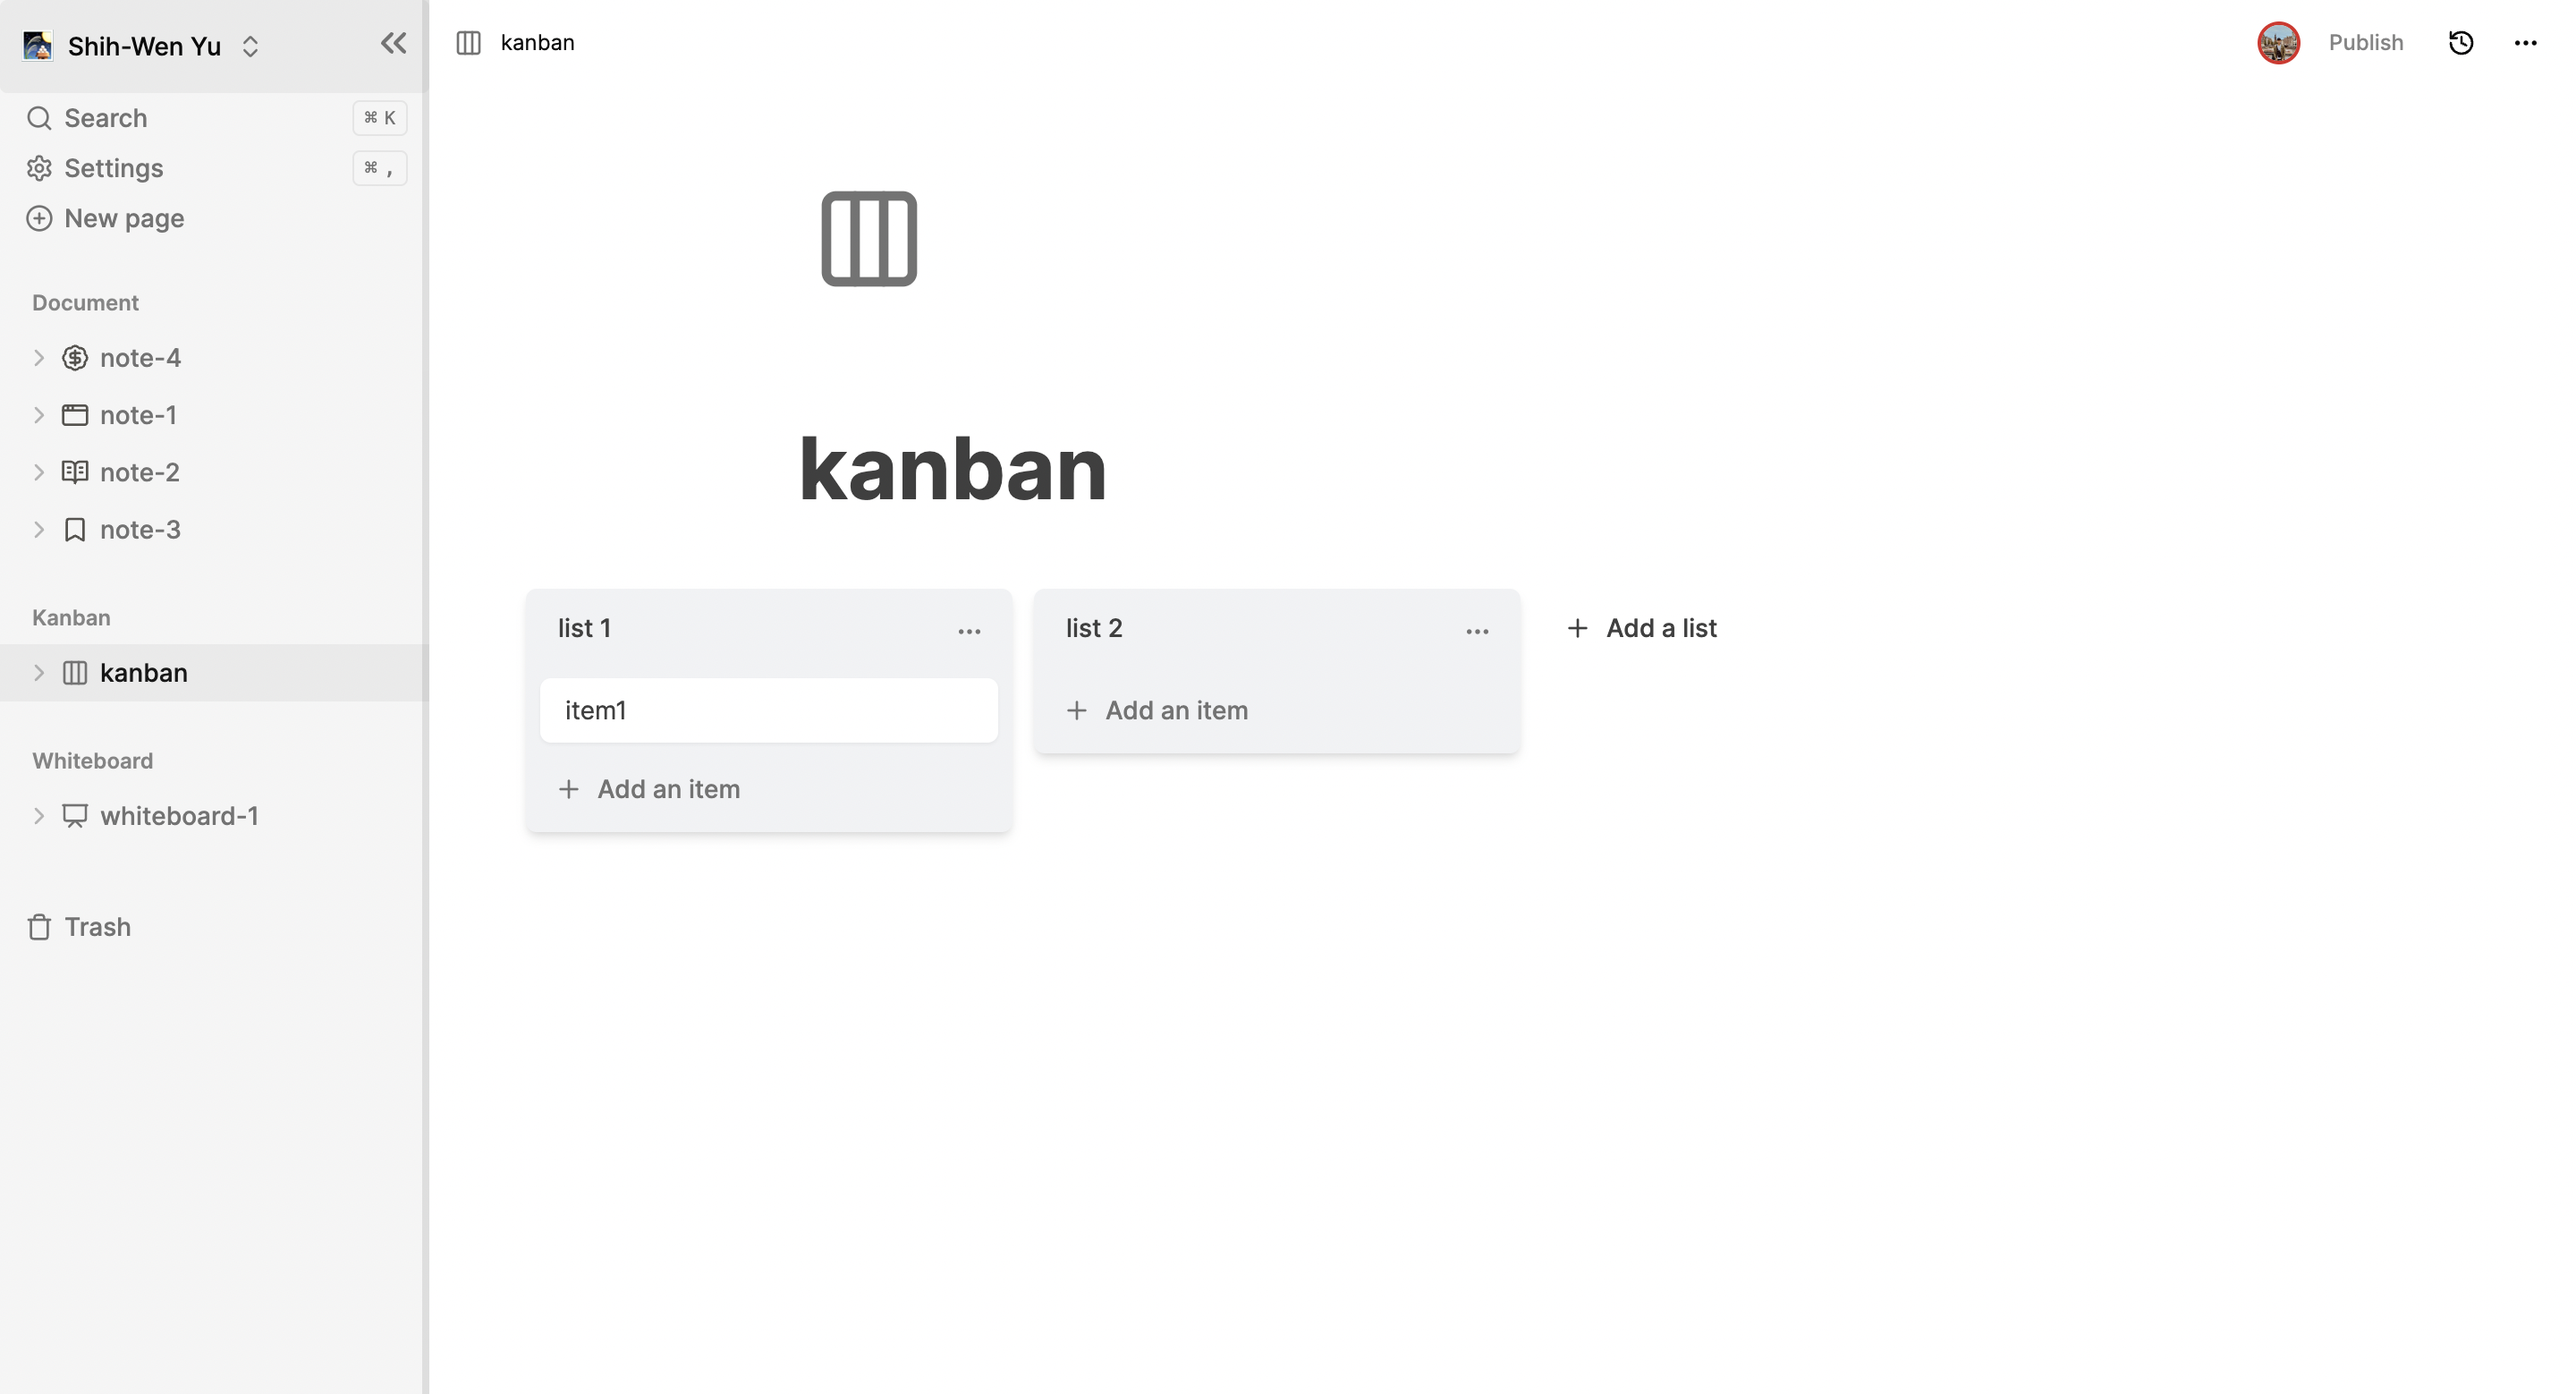 Shih-Wen Yu
Search ⌘ K
Settings ⌘ ,
New page
Document
note-4
note-1
note-2
note-3
Kanban
kanban
Whiteboard
whiteboard-1
Trash
kanban
Publish
kanban
list 1
item1
+ Add an item
list 2
+ Add an item
+ Add a list